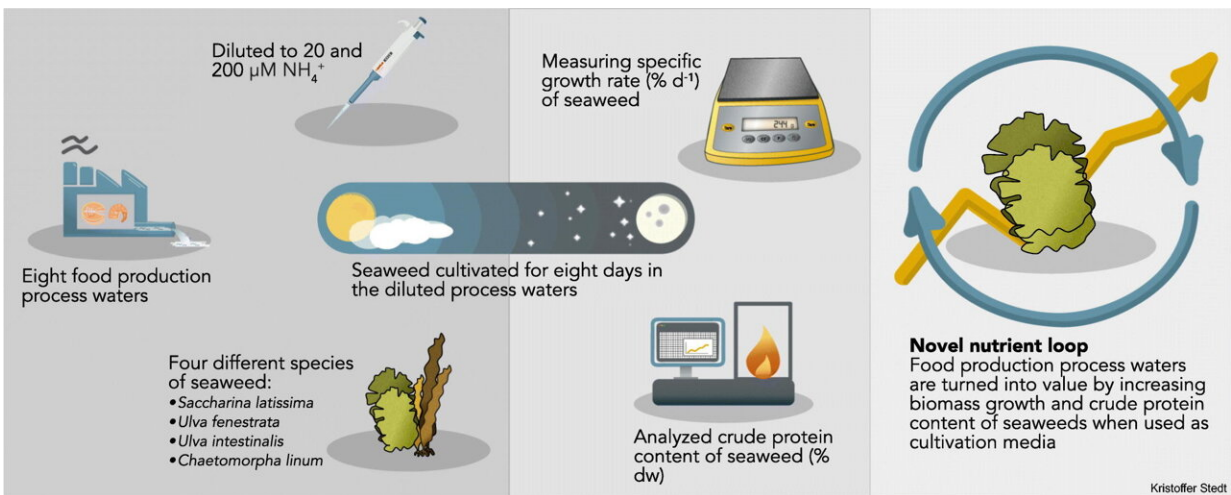 Diluted to 20 and
200 µM NH₄⁺
Eight food production
process waters
Four different species
of seaweed:
•Saccharina latissima
•Ulva fenestrata
•Ulva intestinalis
•Chaetomorpha linum
Seaweed cultivated for eight days in
the diluted process waters
Measuring specific
growth rate (% d⁻¹)
of seaweed
244 g
Analyzed crude protein
content of seaweed (%
dw)
Novel nutrient loop
Food production process waters
are turned into value by increasing
biomass growth and crude protein
content of seaweeds when used as
cultivation media
Kristoffer Stedt